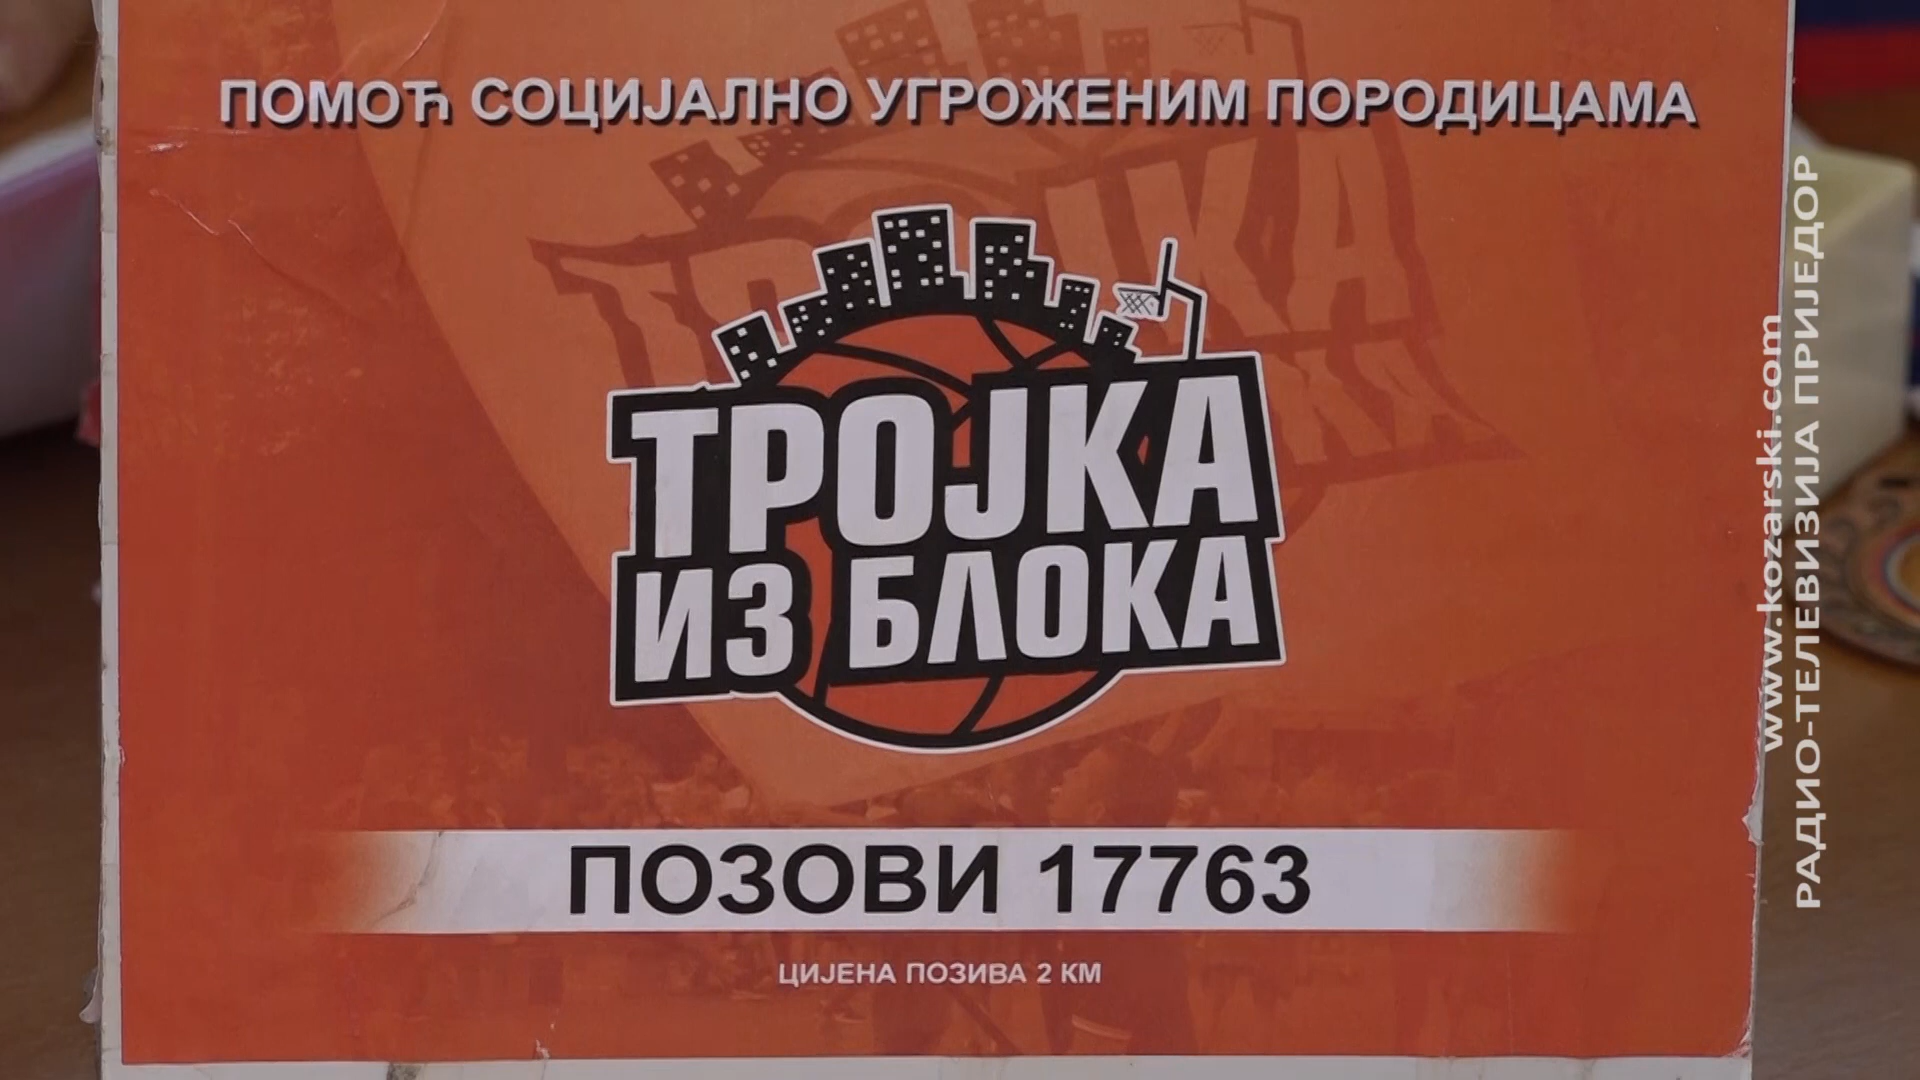 ПОМОЋ СОЦИЈАЛНО УГРОЖЕНИМ ПОРОДИЦАМА
ТРОЈКА
ИЗ БЛОКА
ПОЗОВИ 17763
ЦИЈЕНА ПОЗИВА 2 КМ
www.kozarski.com
РАДИО-ТЕЛЕВИЗИЈА ПРИЈЕДОР